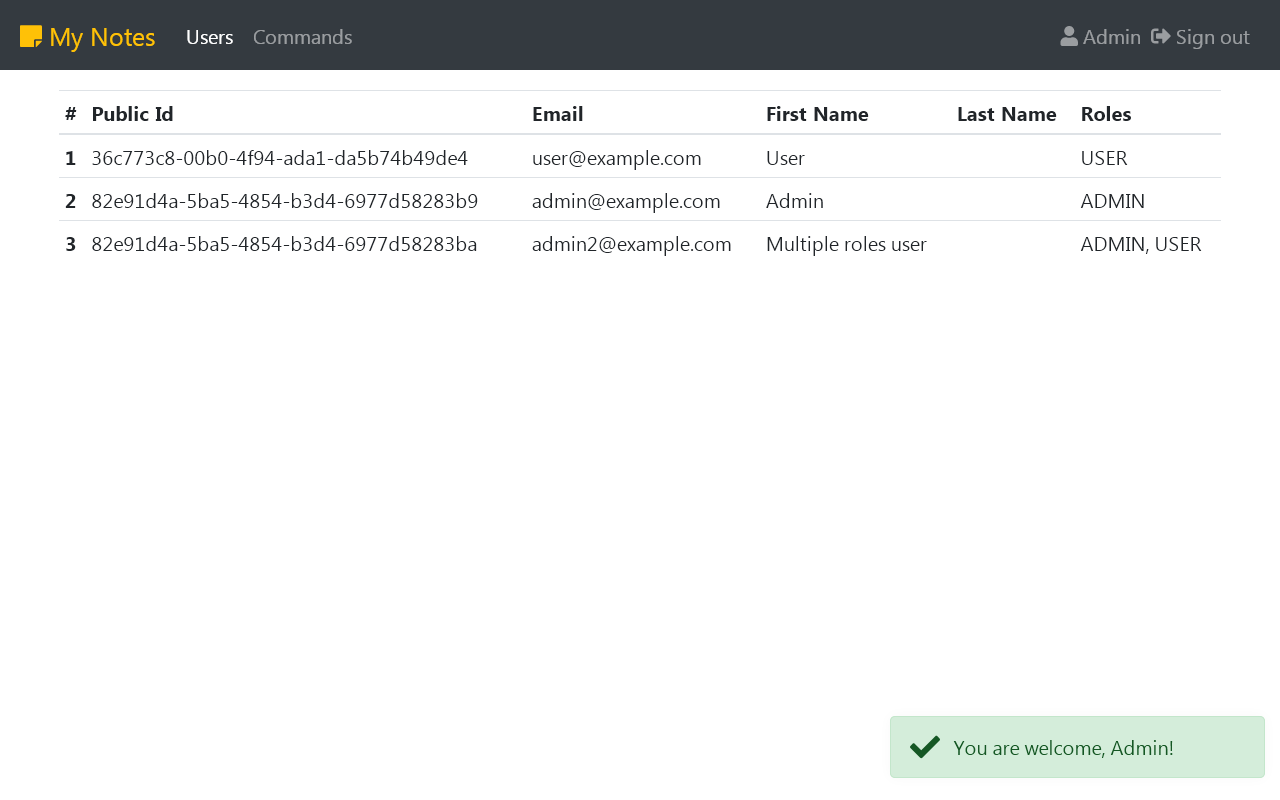 My Notes Users Commands Admin Sign out
# Public Id Email First Name Last Name Roles
1 36c773c8-00b0-4f94-ada1-da5b74b49de4 user@example.com User USER
2 82e91d4a-5ba5-4854-b3d4-6977d58283b9 admin@example.com Admin ADMIN
3 82e91d4a-5ba5-4854-b3d4-6977d58283ba admin2@example.com Multiple roles user ADMIN, USER
You are welcome, Admin!